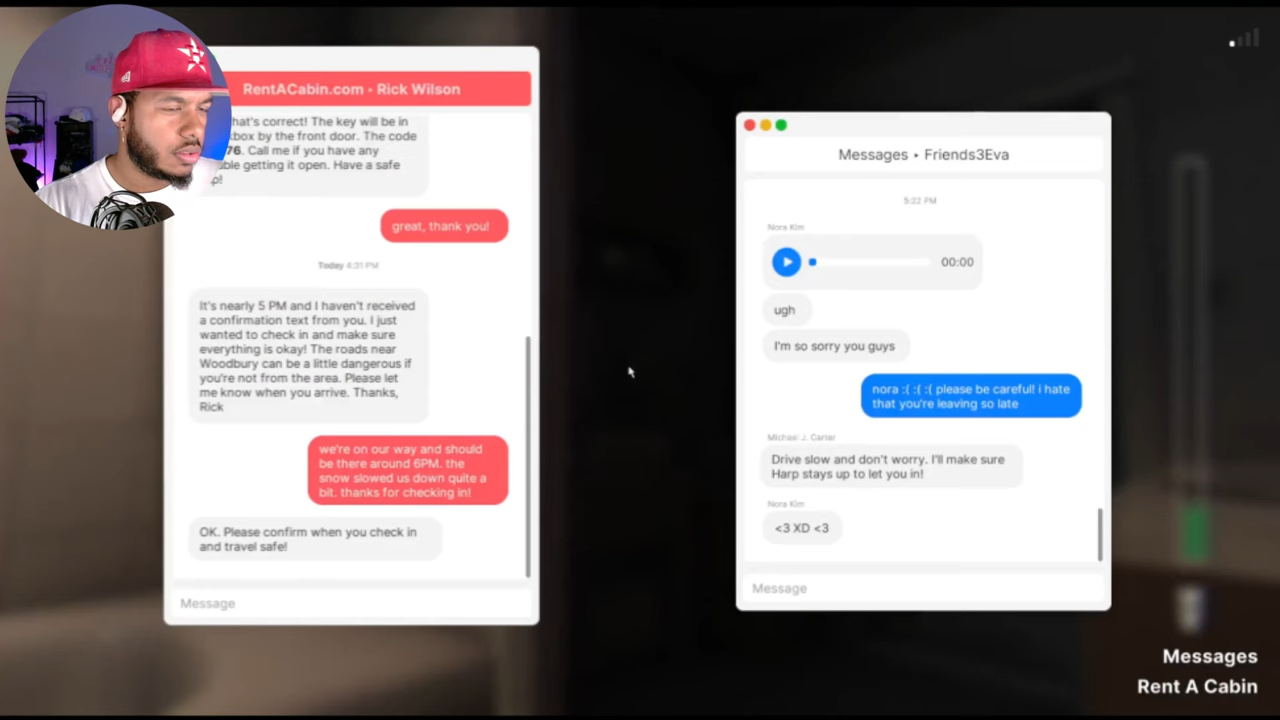 RentACabin.com • Rick Wilson
hat's correct! The key will be in
box by the front door. The code
76. Call me if you have any
ble getting it open. Have a safe
p!
great, thank you!
Today 4:31 PM
It's nearly 5 PM and I haven't received
a confirmation text from you. I just
wanted to check in and make sure
everything is okay! The roads near
Woodbury can be a little dangerous if
you're not from the area. Please let
me know when you arrive. Thanks,
Rick
we're on our way and should
be there around 6PM. the
snow slowed us down quite a
bit. thanks for checking in!
OK. Please confirm when you check in
and travel safe!
Message
Messages • Friends3Eva
5:22 PM
Nora Kim
00:00
ugh
I'm so sorry you guys
nora :( :( :( please be careful! i hate
that you're leaving so late
Michael J. Carter
Drive slow and don't worry. I'll make sure
Harp stays up to let you in!
Nora Kim
<3 XD <3
Message
Messages
Rent A Cabin